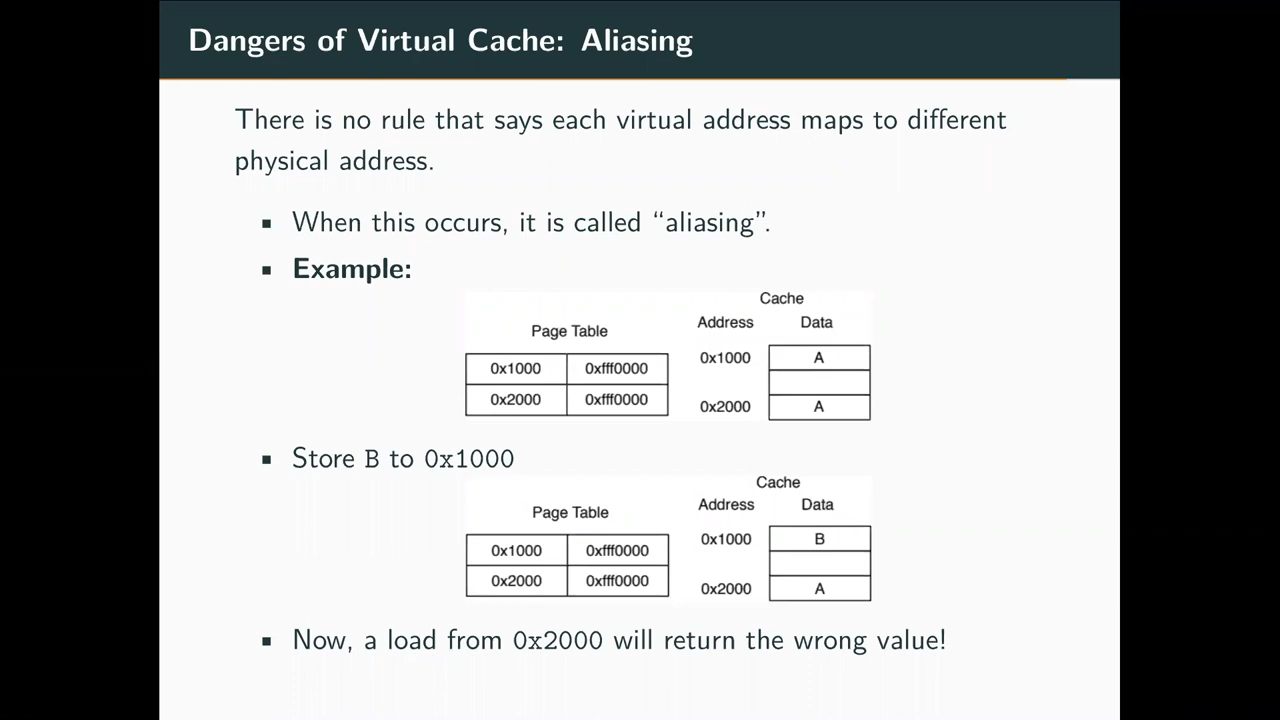 Dangers of Virtual Cache: Aliasing
There is no rule that says each virtual address maps to different
physical address.
▪ When this occurs, it is called “aliasing”.
▪ Example:
Cache
Page Table Address Data
0x1000 0xfff0000 0x1000 A
0x2000 0xfff0000 0x2000 A
▪ Store B to 0x1000
Cache
Page Table Address Data
0x1000 0xfff0000 0x1000 B
0x2000 0xfff0000 0x2000 A
▪ Now, a load from 0x2000 will return the wrong value!